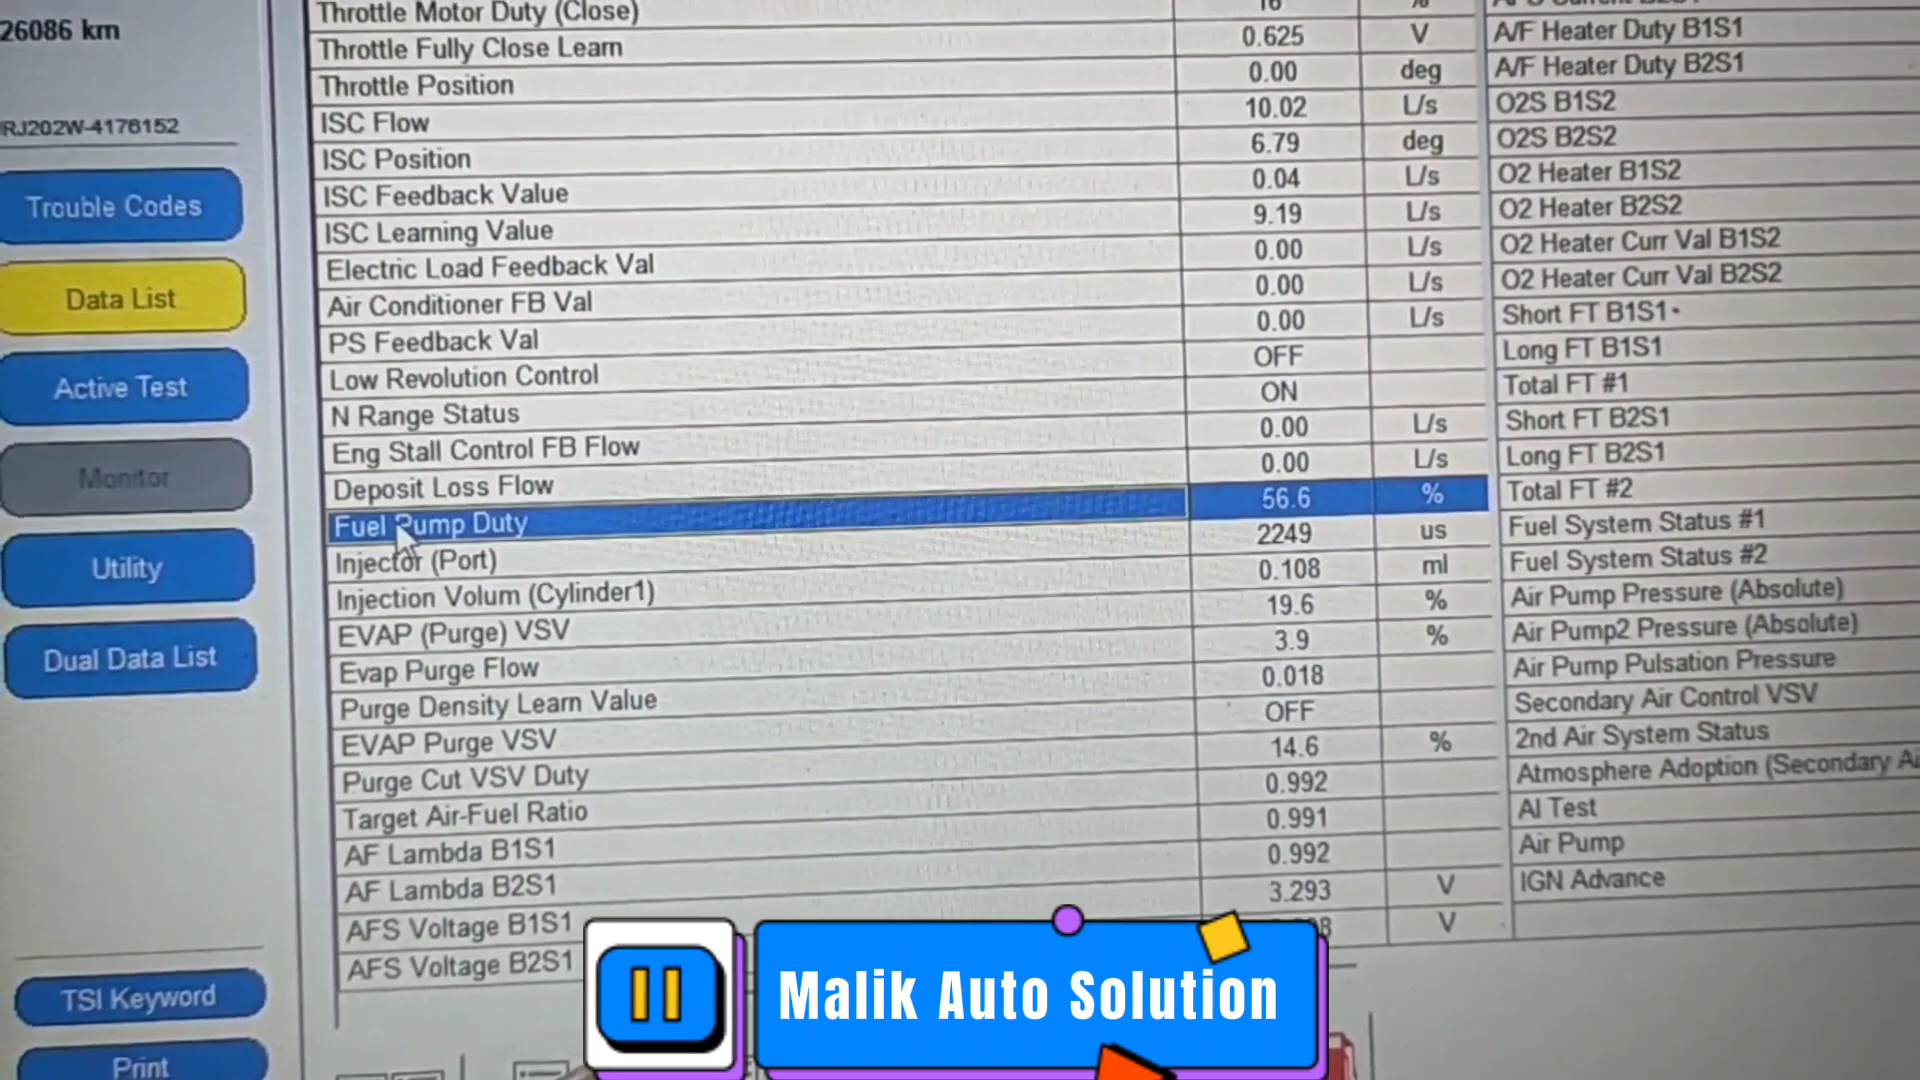 26086 km
RJ202W-4176152
Trouble Codes
Data List
Active Test
Monitor
Utility
Dual Data List
TSI Keyword
Print
Throttle Motor Duty (Close) 16 %
Throttle Fully Close Learn 0.625 V
Throttle Position 0.00 deg
ISC Flow 10.02 L/s
ISC Position 6.79 deg
ISC Feedback Value 0.04 L/s
ISC Learning Value 9.19 L/s
Electric Load Feedback Val 0.00 L/s
Air Conditioner FB Val 0.00 L/s
PS Feedback Val 0.00 L/s
Low Revolution Control OFF
N Range Status ON
Eng Stall Control FB Flow 0.00 L/s
Deposit Loss Flow 0.00 L/s
Fuel Pump Duty 56.6 %
Injector (Port) 2249 us
Injection Volum (Cylinder1) 0.108 ml
EVAP (Purge) VSV 19.6 %
Evap Purge Flow 3.9 %
Purge Density Learn Value 0.018
EVAP Purge VSV OFF
Purge Cut VSV Duty 14.6 %
Target Air-Fuel Ratio 0.992
AF Lambda B1S1 0.991
AF Lambda B2S1 0.992
AFS Voltage B1S1 3.293 V
AFS Voltage B2S1 V
A/F Heater Duty B1S1
A/F Heater Duty B2S1
O2S B1S2
O2S B2S2
O2 Heater B1S2
O2 Heater B2S2
O2 Heater Curr Val B1S2
O2 Heater Curr Val B2S2
Short FT B1S1
Long FT B1S1
Total FT #1
Short FT B2S1
Long FT B2S1
Total FT #2
Fuel System Status #1
Fuel System Status #2
Air Pump Pressure (Absolute)
Air Pump2 Pressure (Absolute)
Air Pump Pulsation Pressure
Secondary Air Control VSV
2nd Air System Status
Atmosphere Adoption (Secondary
AI Test
Air Pump
IGN Advance
Malik Auto Solution